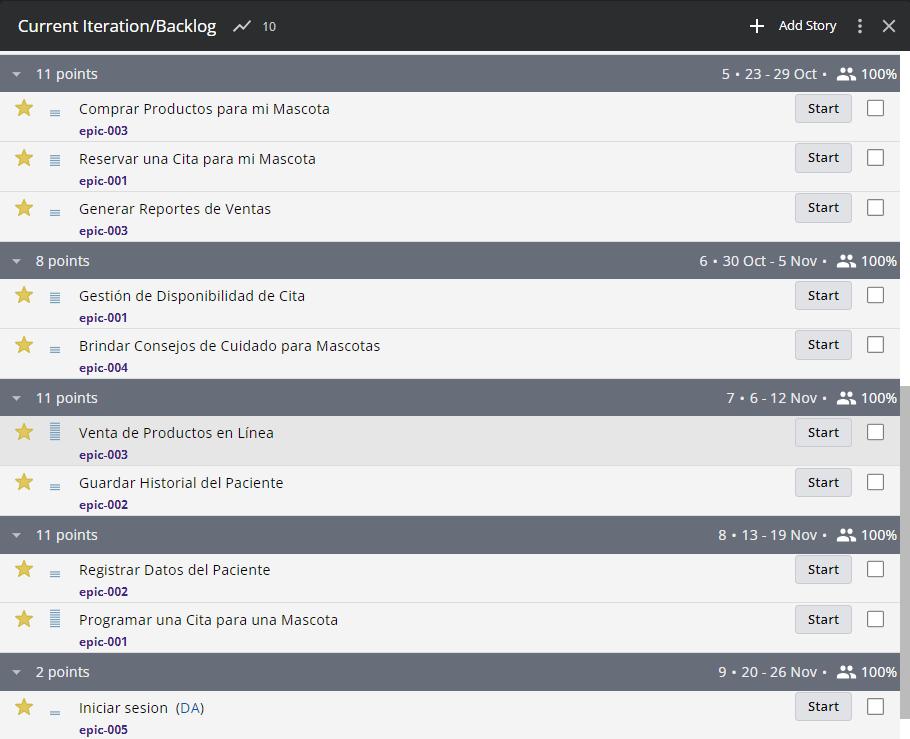 Current Iteration/Backlog 10 Add Story
11 points 5 • 23 - 29 Oct • 100%
Comprar Productos para mi Mascota Start
epic-003
Reservar una Cita para mi Mascota Start
epic-001
Generar Reportes de Ventas Start
epic-003
8 points 6 • 30 Oct - 5 Nov • 100%
Gestión de Disponibilidad de Cita Start
epic-001
Brindar Consejos de Cuidado para Mascotas Start
epic-004
11 points 7 • 6 - 12 Nov • 100%
Venta de Productos en Línea Start
epic-003
Guardar Historial del Paciente Start
epic-002
11 points 8 • 13 - 19 Nov • 100%
Registrar Datos del Paciente Start
epic-002
Programar una Cita para una Mascota Start
epic-001
2 points 9 • 20 - 26 Nov • 100%
Iniciar sesion (DA) Start
epic-005